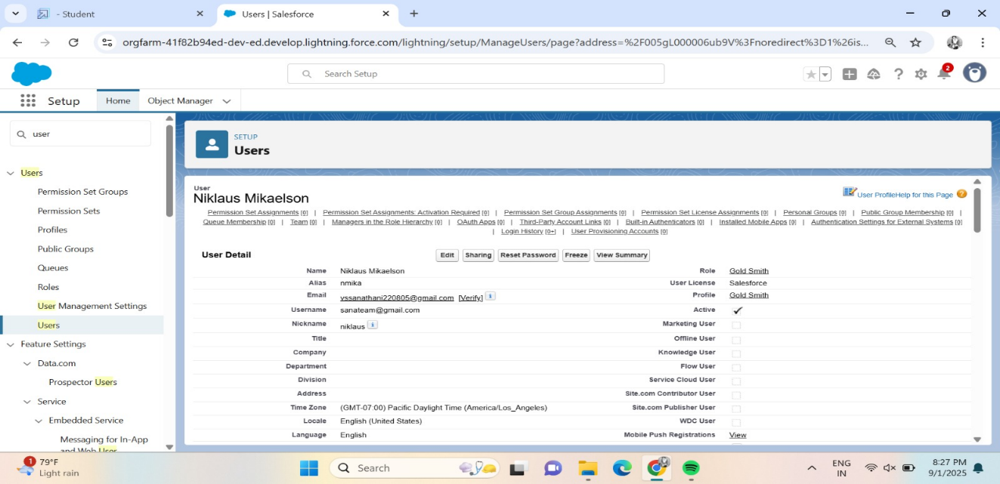 - Student
Users | Salesforce
orgfarm-41f82b94ed-dev-ed.develop.lightning.force.com/lightning/setup/ManageUsers/page?address=%2F005gL000006ub9V%3Fnoredirect%3D1%26is...
Search Setup
2
Setup Home Object Manager
user
SETUP
Users
Users
Permission Set Groups
Permission Sets
Profiles
Public Groups
Queues
Roles
User Management Settings
Users
Feature Settings
Data.com
Prospector Users
Service
Embedded Service
Messaging for In-App
and Web User
User
Niklaus Mikaelson
User Profile Help for this Page
Permission Set Assignments [0] | Permission Set Assignments: Activation Required [0] | Permission Set Group Assignments [0] | Permission Set License Assignments [0] | Personal Groups [0] | Public Group Membership [0] |
Queue Membership [0] | Team [0] | Managers in the Role Hierarchy [0] | OAuth Apps [0] | Third-Party Account Links [0] | Built-in Authenticators [0] | Installed Mobile Apps [0] | Authentication Settings for External Systems [0]
| Login History [0+] | User Provisioning Accounts [0]
User Detail Edit Sharing Reset Password Freeze View Summary
Name Niklaus Mikaelson Role Gold Smith
Alias nmika User License Salesforce
Email vssanathani220805@gmail.com [Verify] i Profile Gold Smith
Username sanateam@gmail.com Active
Nickname niklaus i Marketing User
Title Offline User
Company Knowledge User
Department Flow User
Division Service Cloud User
Address Site.com Contributor User
Time Zone (GMT-07:00) Pacific Daylight Time (America/Los_Angeles) Site.com Publisher User
Locale English (United States) WDC User
Language English Mobile Push Registrations View
1
79°F
Light rain
Search
ENG
IN
8:27 PM
9/1/2025